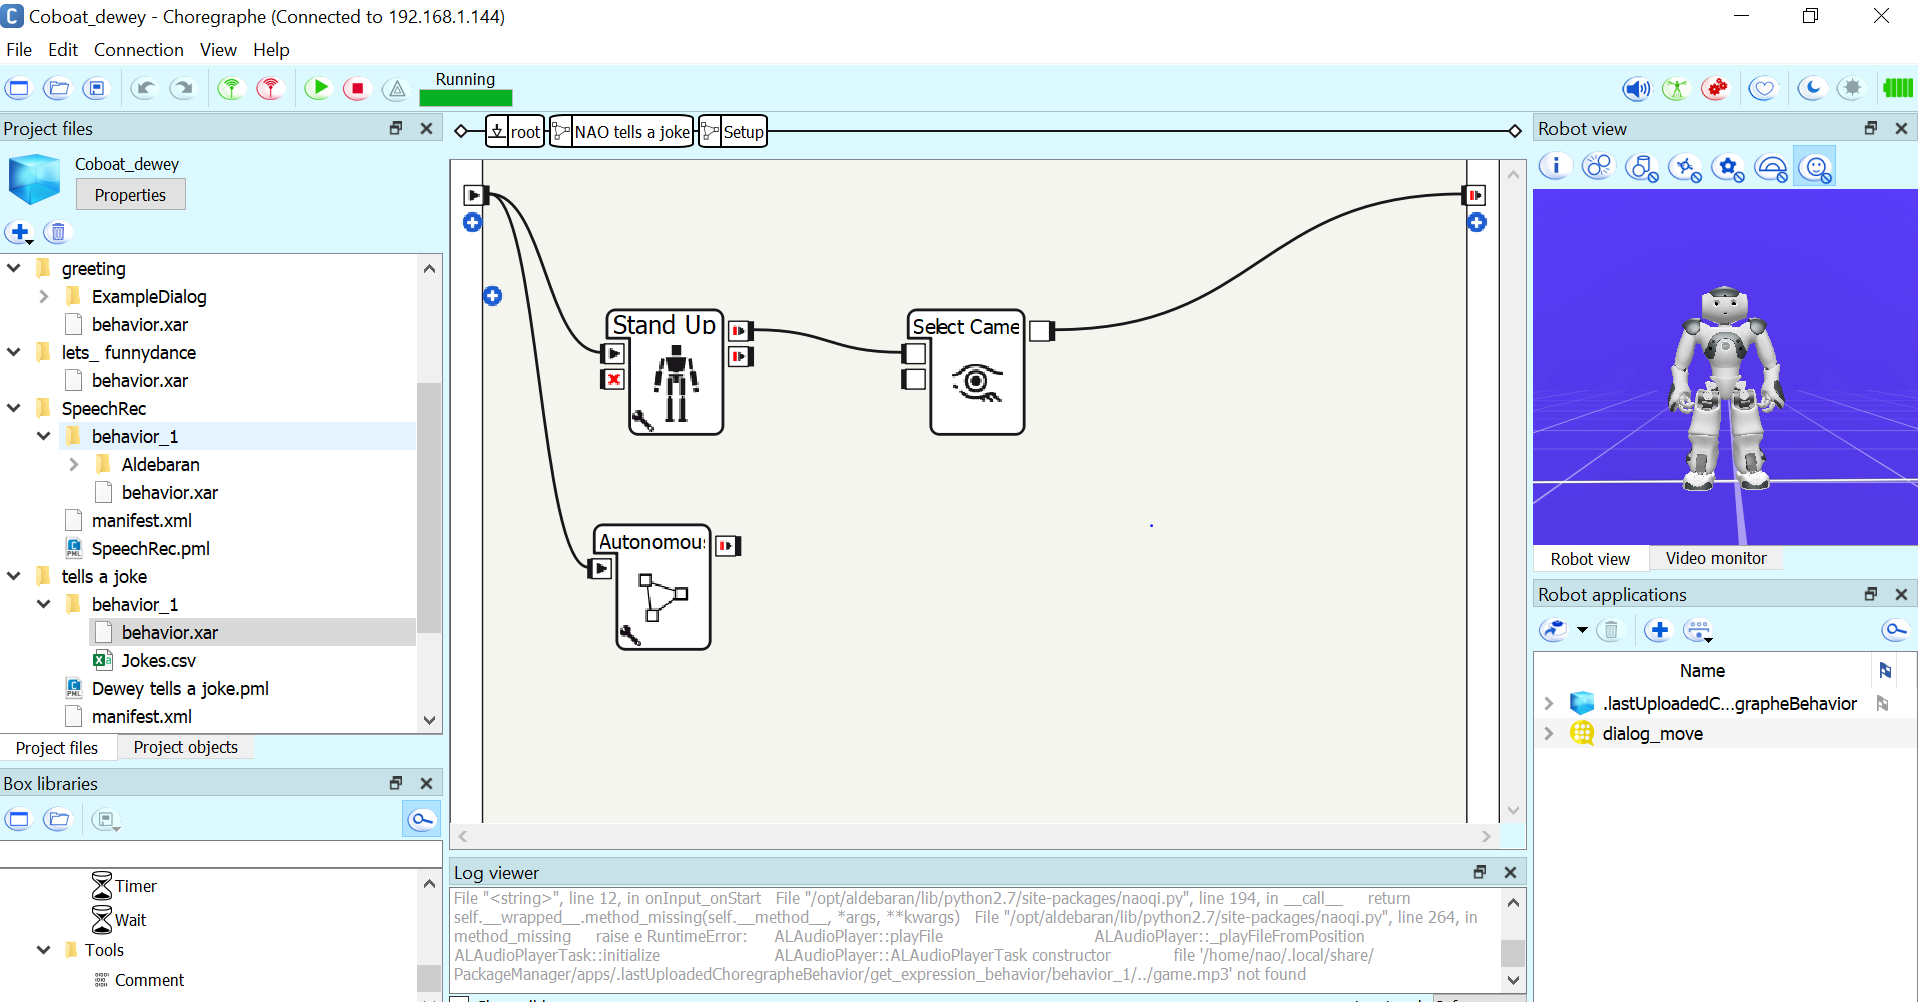 Coboat_dewey - Choregraphe (Connected to 192.168.1.144)
File Edit Connection View Help
Running
Project files
Coboat_dewey
Properties
greeting
ExampleDialog
behavior.xar
lets_ funnydance
behavior.xar
SpeechRec
behavior_1
Aldebaran
behavior.xar
manifest.xml
SpeechRec.pml
tells a joke
behavior_1
behavior.xar
Jokes.csv
Dewey tells a joke.pml
manifest.xml
Project files Project objects
Box libraries
Timer
Wait
Tools
Comment
root NAO tells a joke Setup
Stand Up
Select Came
Autonomou
Log viewer
File "<string>", line 12, in onInput_onStart File "/opt/aldebaran/lib/python2.7/site-packages/naoqi.py", line 194, in __call__ return
self.__wrapped__.method_missing(self.__method__, *args, **kwargs) File "/opt/aldebaran/lib/python2.7/site-packages/naoqi.py", line 264, in
method_missing raise e RuntimeError: ALAudioPlayer::playFile ALAudioPlayer::_playFileFromPosition
ALAudioPlayerTask::initialize ALAudioPlayer::ALAudioPlayerTask constructor file '/home/nao/.local/share/
PackageManager/apps/.lastUploadedChoregrapheBehavior/get_expression_behavior/behavior_1/../game.mp3' not found
Robot view
Robot view Video monitor
Robot applications
Name
.lastUploadedC...grapheBehavior
dialog_move